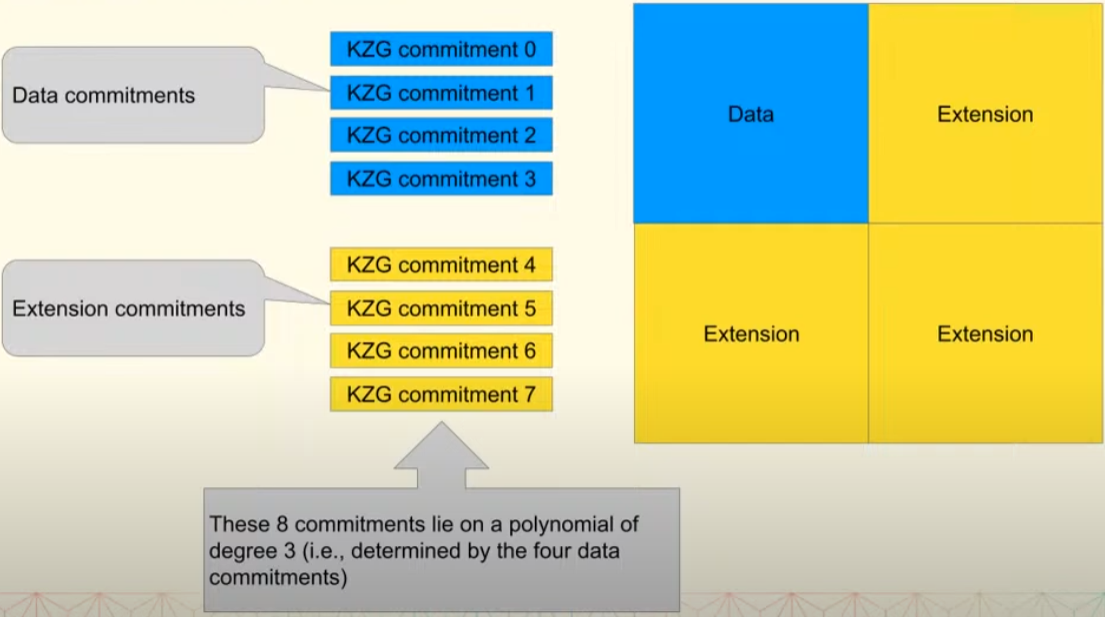 Data commitments
KZG commitment 0
KZG commitment 1
KZG commitment 2
KZG commitment 3
Extension commitments
KZG commitment 4
KZG commitment 5
KZG commitment 6
KZG commitment 7
These 8 commitments lie on a polynomial of
degree 3 (i.e., determined by the four data
commitments)
Data
Extension
Extension
Extension